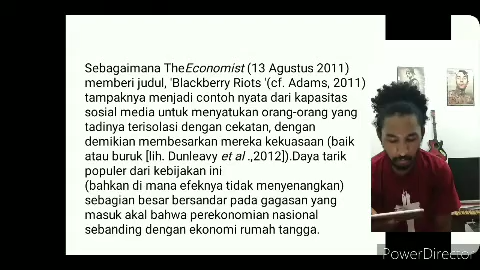 Sebagaimana TheEconomist (13 Agustus 2011)
memberi judul, 'Blackberry Riots '(cf. Adams, 2011)
tampaknya menjadi contoh nyata dari kapasitas
sosial media untuk menyatukan orang-orang yang
tadinya terisolasi dengan cekatan, dengan
demikian membesarkan mereka kekuasaan (baik
atau buruk [lih. Dunleavy et al .,2012]).Daya tarik
populer dari kebijakan ini
(bahkan di mana efeknya tidak menyenangkan)
sebagian besar bersandar pada gagasan yang
masuk akal bahwa perekonomian nasional
sebanding dengan ekonomi rumah tangga.
PowerDirector